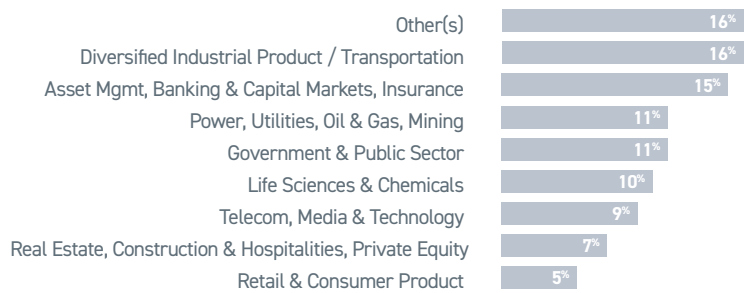 Other(s) 16%
Diversified Industrial Product / Transportation 16%
Asset Mgmt, Banking & Capital Markets, Insurance 15%
Power, Utilities, Oil & Gas, Mining 11%
Government & Public Sector 11%
Life Sciences & Chemicals 10%
Telecom, Media & Technology 9%
Real Estate, Construction & Hospitalities, Private Equity 7%
Retail & Consumer Product 5%